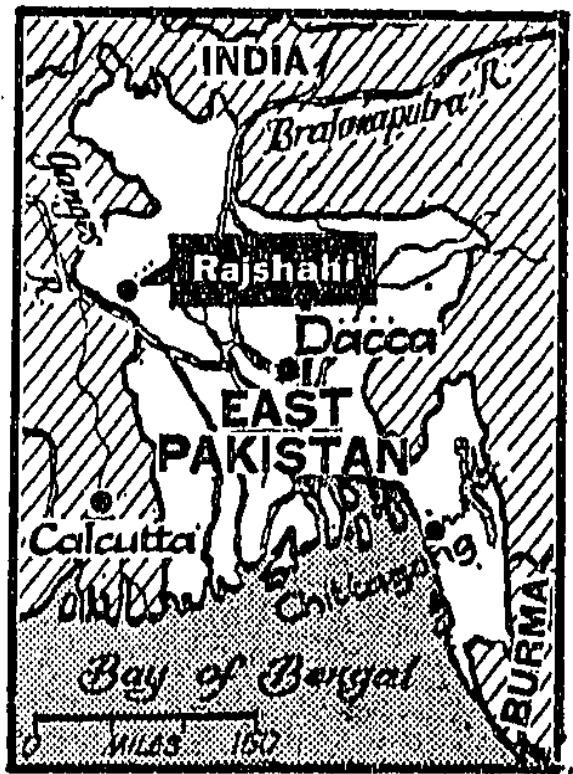 INDIA
Brahmaputra R.
Ganges
R.
Rajshahi
Dacca
EAST
PAKISTAN
Calcutta
Chittagong
BURMA
Bay of Bengal
0 MILES 150